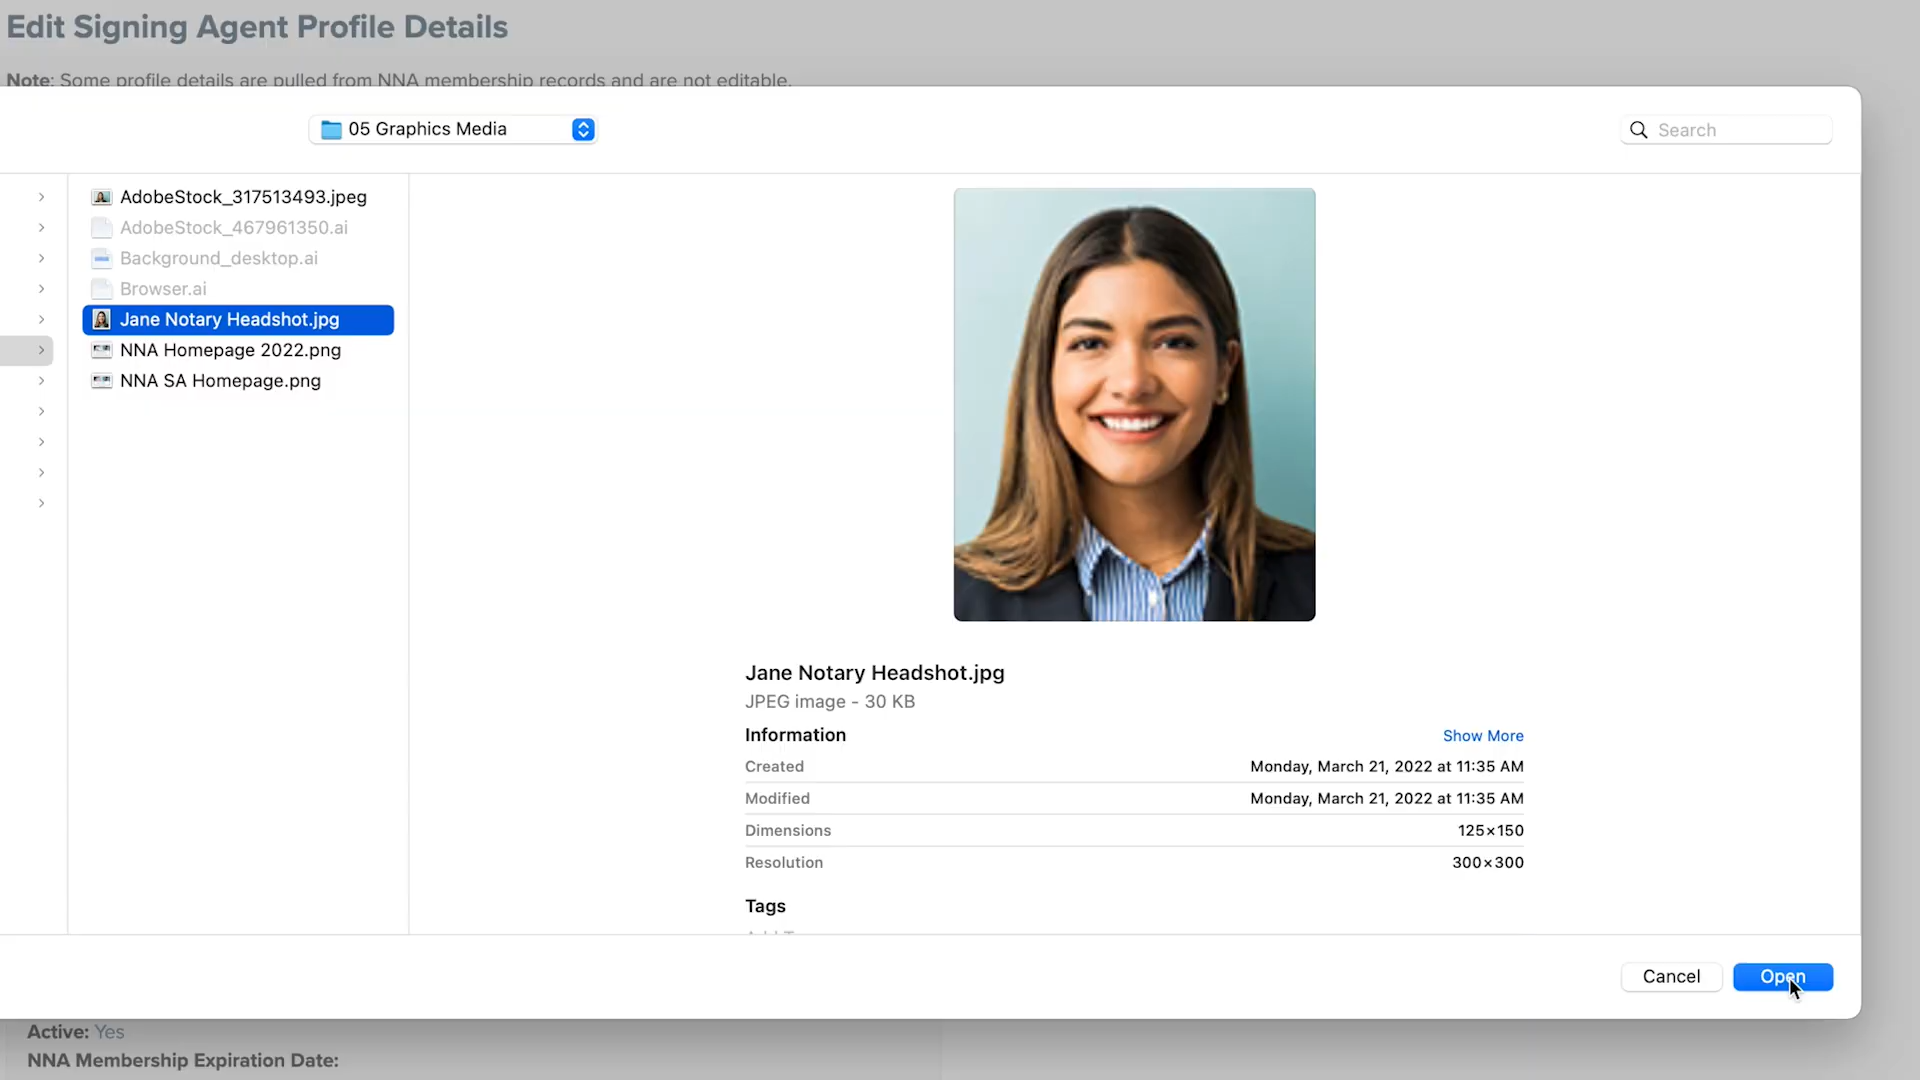 Edit Signing Agent Profile Details
Note: Some profile details are pulled from NNA membership records and are not editable.
05 Graphics Media
Search
AdobeStock_317513493.jpeg
AdobeStock_467961350.ai
Background_desktop.ai
Browser.ai
Jane Notary Headshot.jpg
NNA Homepage 2022.png
NNA SA Homepage.png
Jane Notary Headshot.jpg
JPEG image - 30 KB
Information
Show More
Created
Monday, March 21, 2022 at 11:35 AM
Modified
Monday, March 21, 2022 at 11:35 AM
Dimensions
125×150
Resolution
300×300
Tags
Cancel
Open
Active: Yes
NNA Membership Expiration Date: